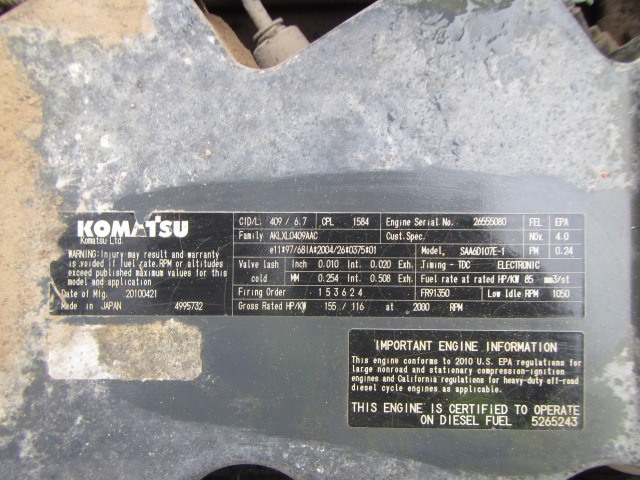 KOMATSU
Komatsu Ltd.
WARNING: Injury may result and warranty
is voided if fuel rate.RPM or altitudes
exceed published maximum values for this
model and application
Date of Mfg. 20100421
Made in JAPAN 4995732
CID/L. 409 / 6.7 CPL 1584 Engine Serial No. 26555080 FEL EPA
Family AKLXL0409AAC Cust.Spec. NOx 4.0
e11*97/68IA*2004/26*0375*01 Model. SAA6D107E-1 PM 0.24
Valve lash Inch 0.010 Int. 0.020 Exh. Timing - TDC ELECTRONIC
cold MM 0.254 Int. 0.508 Exh. Fuel rate at rated HP/KW 85 mm3/st
Firing Order 1 5 3 6 2 4 FR91350 Low Idle RPM 1050
Gross Rated HP/KW 155 / 116 at 2000 RPM
IMPORTANT ENGINE INFORMATION
This engine conforms to 2010 U.S. EPA regulations for
large nonroad and stationary compression-ignition
engines and California regulations for heavy-duty off-road
diesel cycle engines as applicable.
THIS ENGINE IS CERTIFIED TO OPERATE
ON DIESEL FUEL 5265243